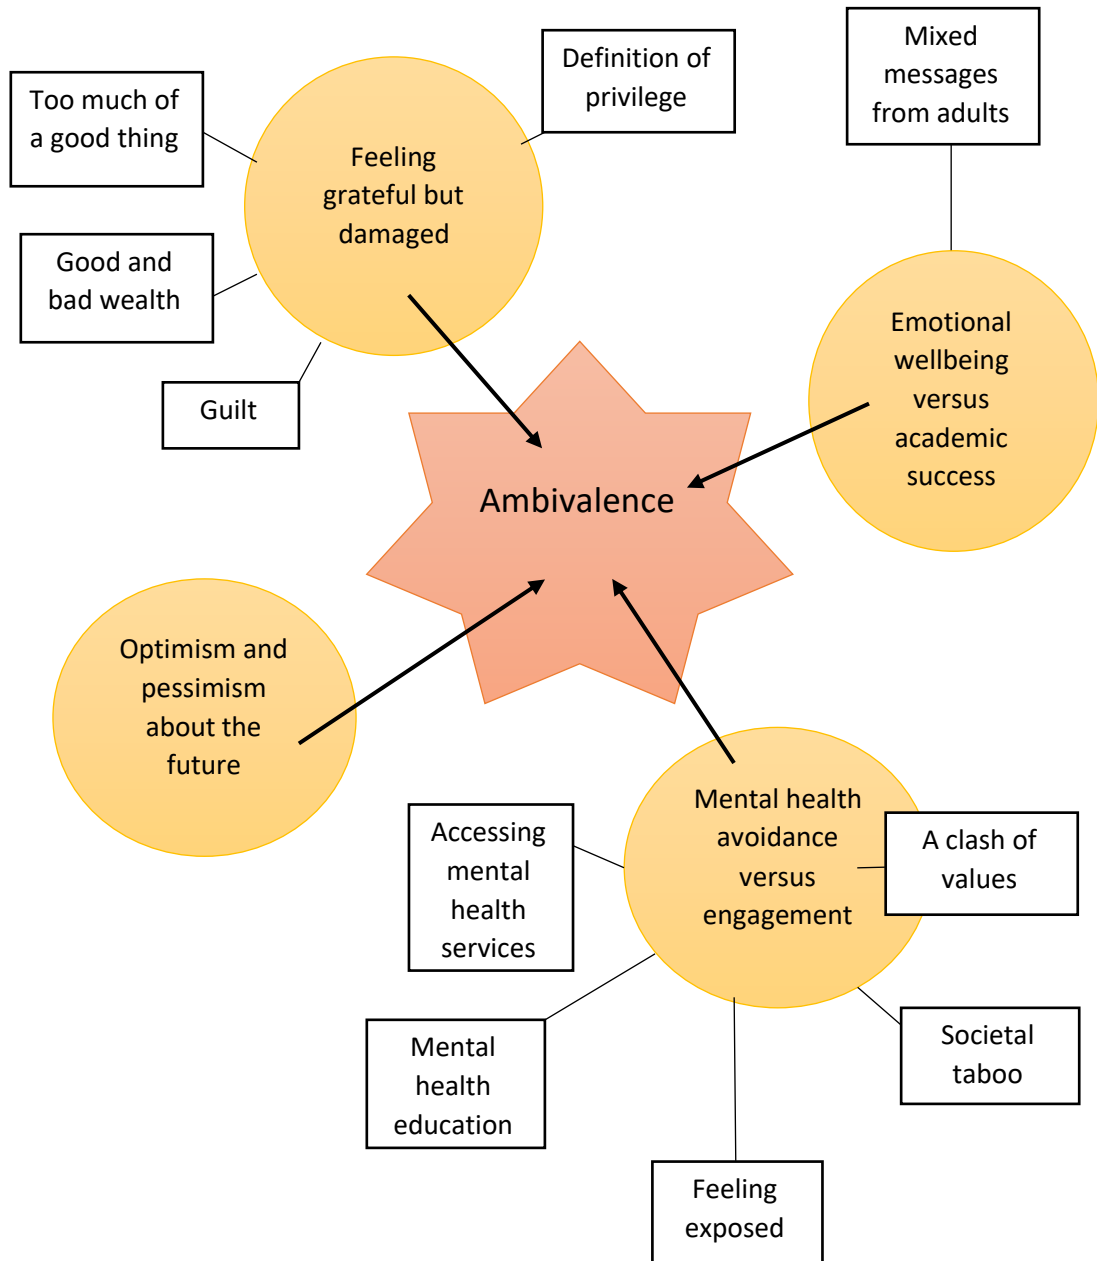 Too much of
a good thing
Definition of
privilege
Mixed
messages
from adults
Feeling
grateful but
damaged
Good and
bad wealth
Guilt
Emotional
wellbeing
versus
academic
success
Ambivalence
Optimism and
pessimism
about the
future
Mental health
avoidance
versus
engagement
Accessing
mental
health
services
A clash of
values
Mental
health
education
Societal
taboo
Feeling
exposed